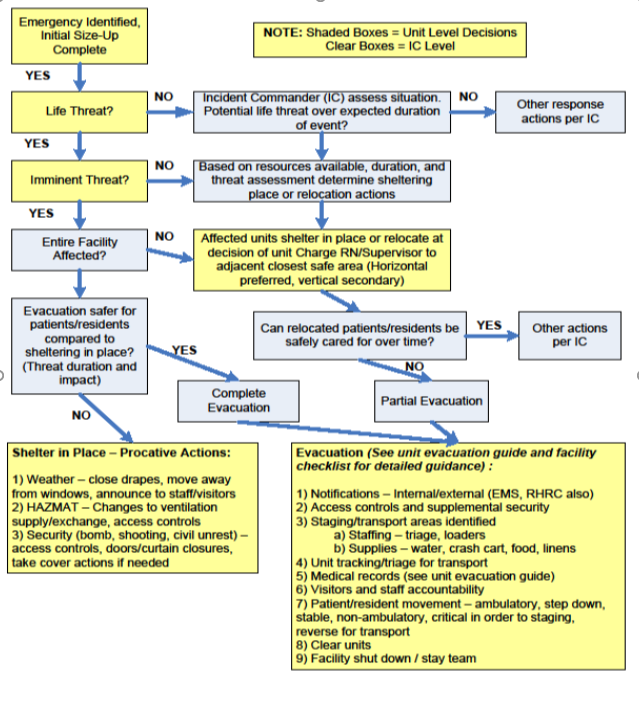 Emergency Identified,
Initial Size-Up
Complete
NOTE: Shaded Boxes = Unit Level Decisions
Clear Boxes = IC Level
YES
Life Threat?
NO
Incident Commander (IC) assess situation.
Potential life threat over expected duration
of event?
NO
Other response
actions per IC
YES
Imminent Threat?
NO
Based on resources available, duration, and
threat assessment determine sheltering
place or relocation actions
YES
Entire Facility
Affected?
NO
Affected units shelter in place or relocate at
decision of unit Charge RN/Supervisor to
adjacent closest safe area (Horizontal
preferred, vertical secondary)
Evacuation safer for
patients/residents
compared to
sheltering in place?
(Threat duration and
impact)
YES
Can relocated patients/residents be
safely cared for over time?
YES
Other actions
per IC
NO
Complete
Evacuation
Partial Evacuation
NO
Shelter in Place – Procative Actions:
1) Weather – close drapes, move away
from windows, announce to staff/visitors
2) HAZMAT – Changes to ventilation
supply/exchange, access controls
3) Security (bomb, shooting, civil unrest) –
access controls, doors/curtain closures,
take cover actions if needed
Evacuation (See unit evacuation guide and facility
checklist for detailed guidance) :
1) Notifications – Internal/external (EMS, RHRC also)
2) Access controls and supplemental security
3) Staging/transport areas identified
a) Staffing – triage, loaders
b) Supplies – water, crash cart, food, linens
4) Unit tracking/triage for transport
5) Medical records (see unit evacuation guide)
6) Visitors and staff accountability
7) Patient/resident movement – ambulatory, step down,
stable, non-ambulatory, critical in order to staging,
reverse for transport
8) Clear units
9) Facility shut down / stay team